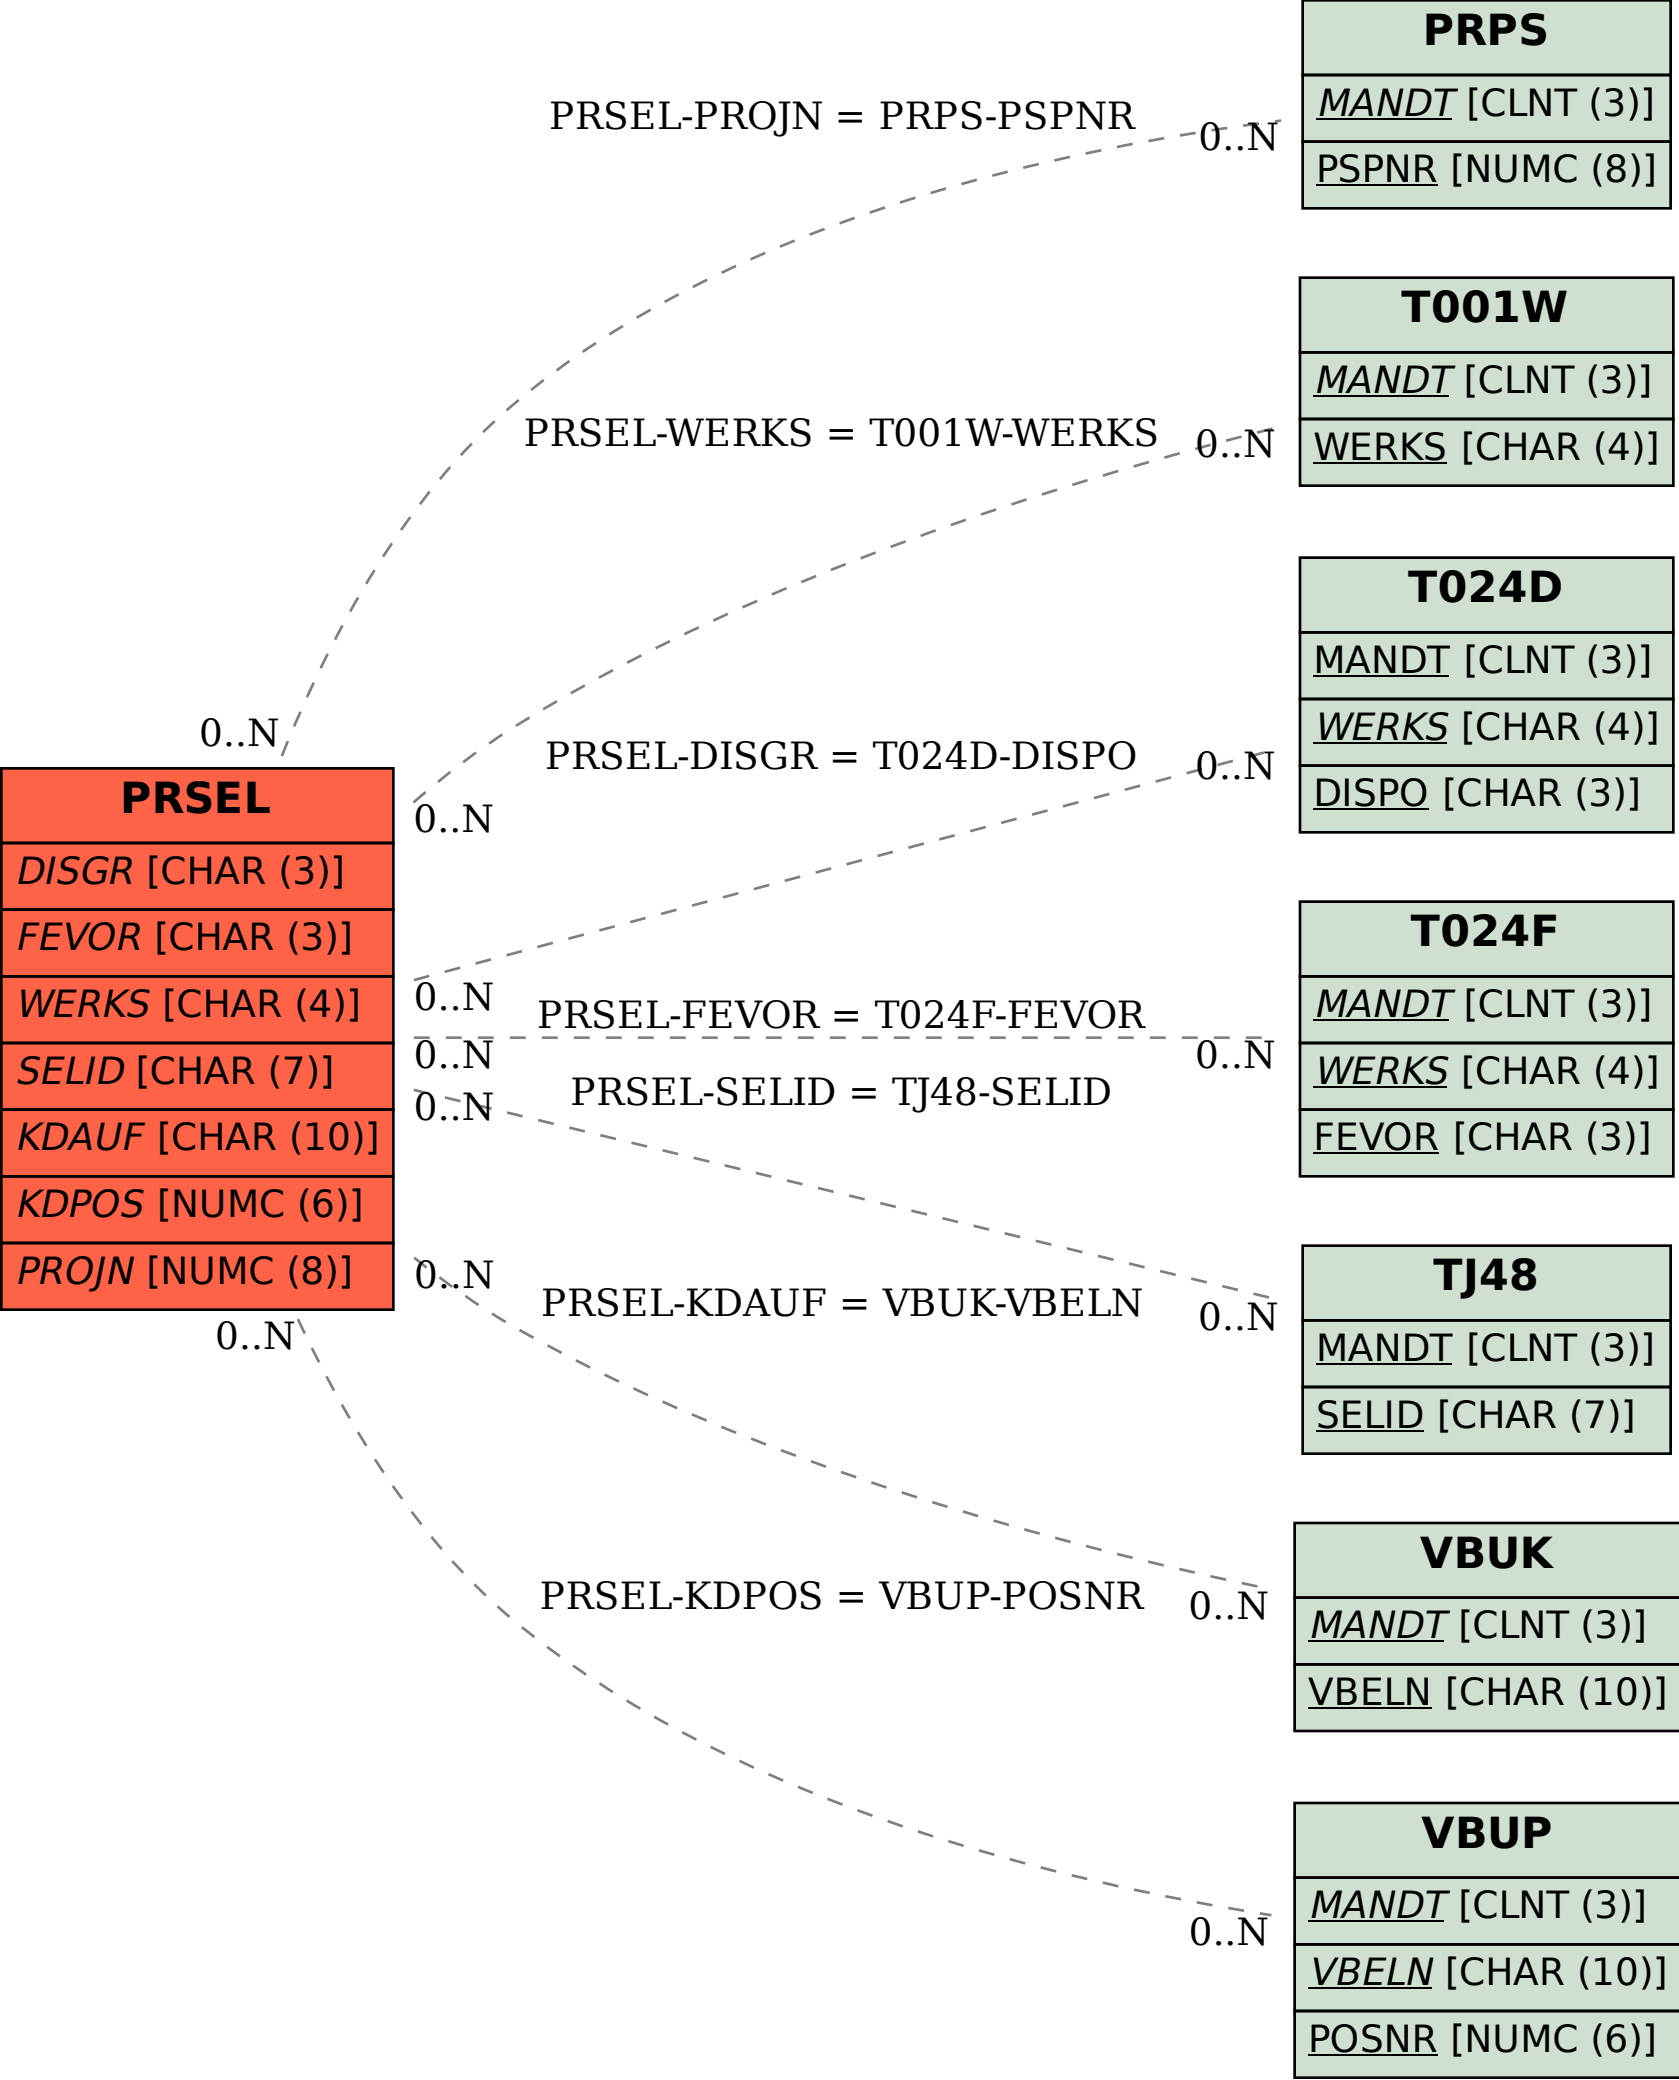 PRPS
MANDT [CLNT (3)]
PSPNR [NUMC (8)]
PRSEL-PROJN = PRPS-PSPNR
0..N
0..N
T001W
MANDT [CLNT (3)]
WERKS [CHAR (4)]
PRSEL-WERKS = T001W-WERKS
0..N
0..N
T024D
MANDT [CLNT (3)]
WERKS [CHAR (4)]
DISPO [CHAR (3)]
PRSEL-DISGR = T024D-DISPO
0..N
0..N
PRSEL
DISGR [CHAR (3)]
FEVOR [CHAR (3)]
WERKS [CHAR (4)]
SELID [CHAR (7)]
KDAUF [CHAR (10)]
KDPOS [NUMC (6)]
PROJN [NUMC (8)]
T024F
MANDT [CLNT (3)]
WERKS [CHAR (4)]
FEVOR [CHAR (3)]
PRSEL-FEVOR = T024F-FEVOR
0..N
0..N
PRSEL-SELID = TJ48-SELID
0..N
0..N
TJ48
MANDT [CLNT (3)]
SELID [CHAR (7)]
PRSEL-KDAUF = VBUK-VBELN
0..N
0..N
VBUK
MANDT [CLNT (3)]
VBELN [CHAR (10)]
PRSEL-KDPOS = VBUP-POSNR
0..N
0..N
VBUP
MANDT [CLNT (3)]
VBELN [CHAR (10)]
POSNR [NUMC (6)]